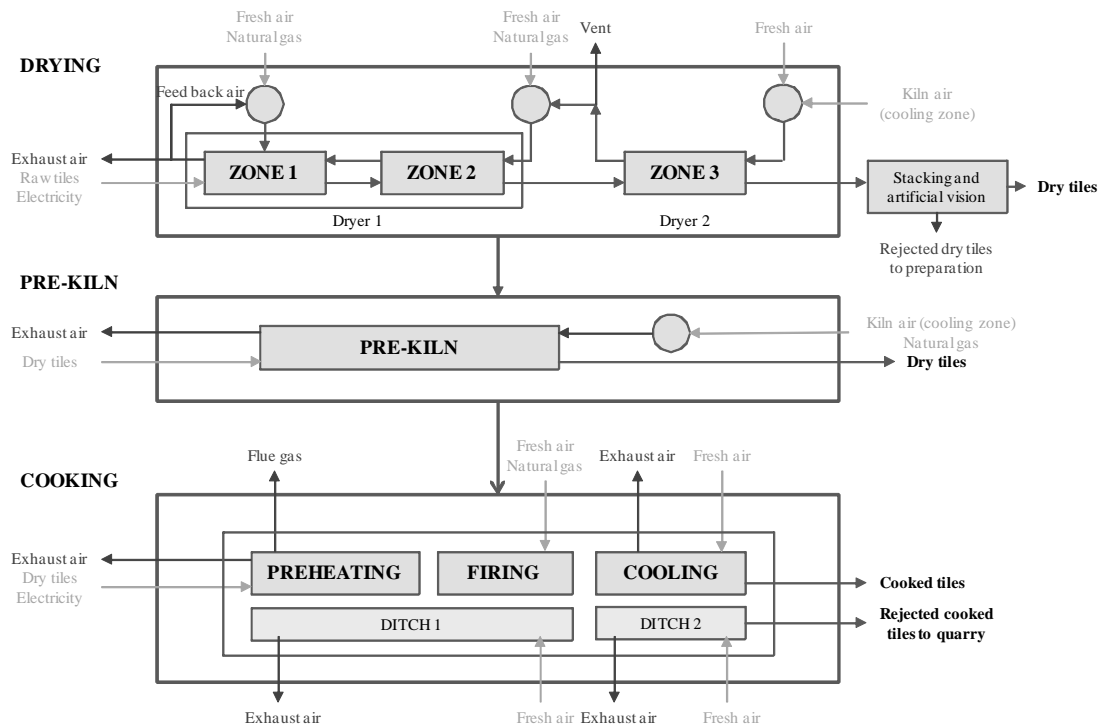 Fresh air
Natural gas
Fresh air
Natural gas
Vent
Fresh air
DRYING
Feed back air
Kiln air
(cooling zone)
Exhaust air
Raw tiles
Electricity
ZONE 1
ZONE 2
ZONE 3
Stacking and
artificial vision
Dry tiles
Dryer 1
Dryer 2
Rejected dry tiles
to preparation
PRE-KILN
Exhaust air
Dry tiles
PRE-KILN
Kiln air (cooling zone)
Natural gas
Dry tiles
Flue gas
Fresh air
Natural gas
Exhaust air
Fresh air
COOKING
Exhaust air
Dry tiles
Electricity
PREHEATING
FIRING
COOLING
Cooked tiles
DITCH 1
DITCH 2
Rejected cooked
tiles to quarry
Exhaust air
Fresh air
Exhaust air
Fresh air